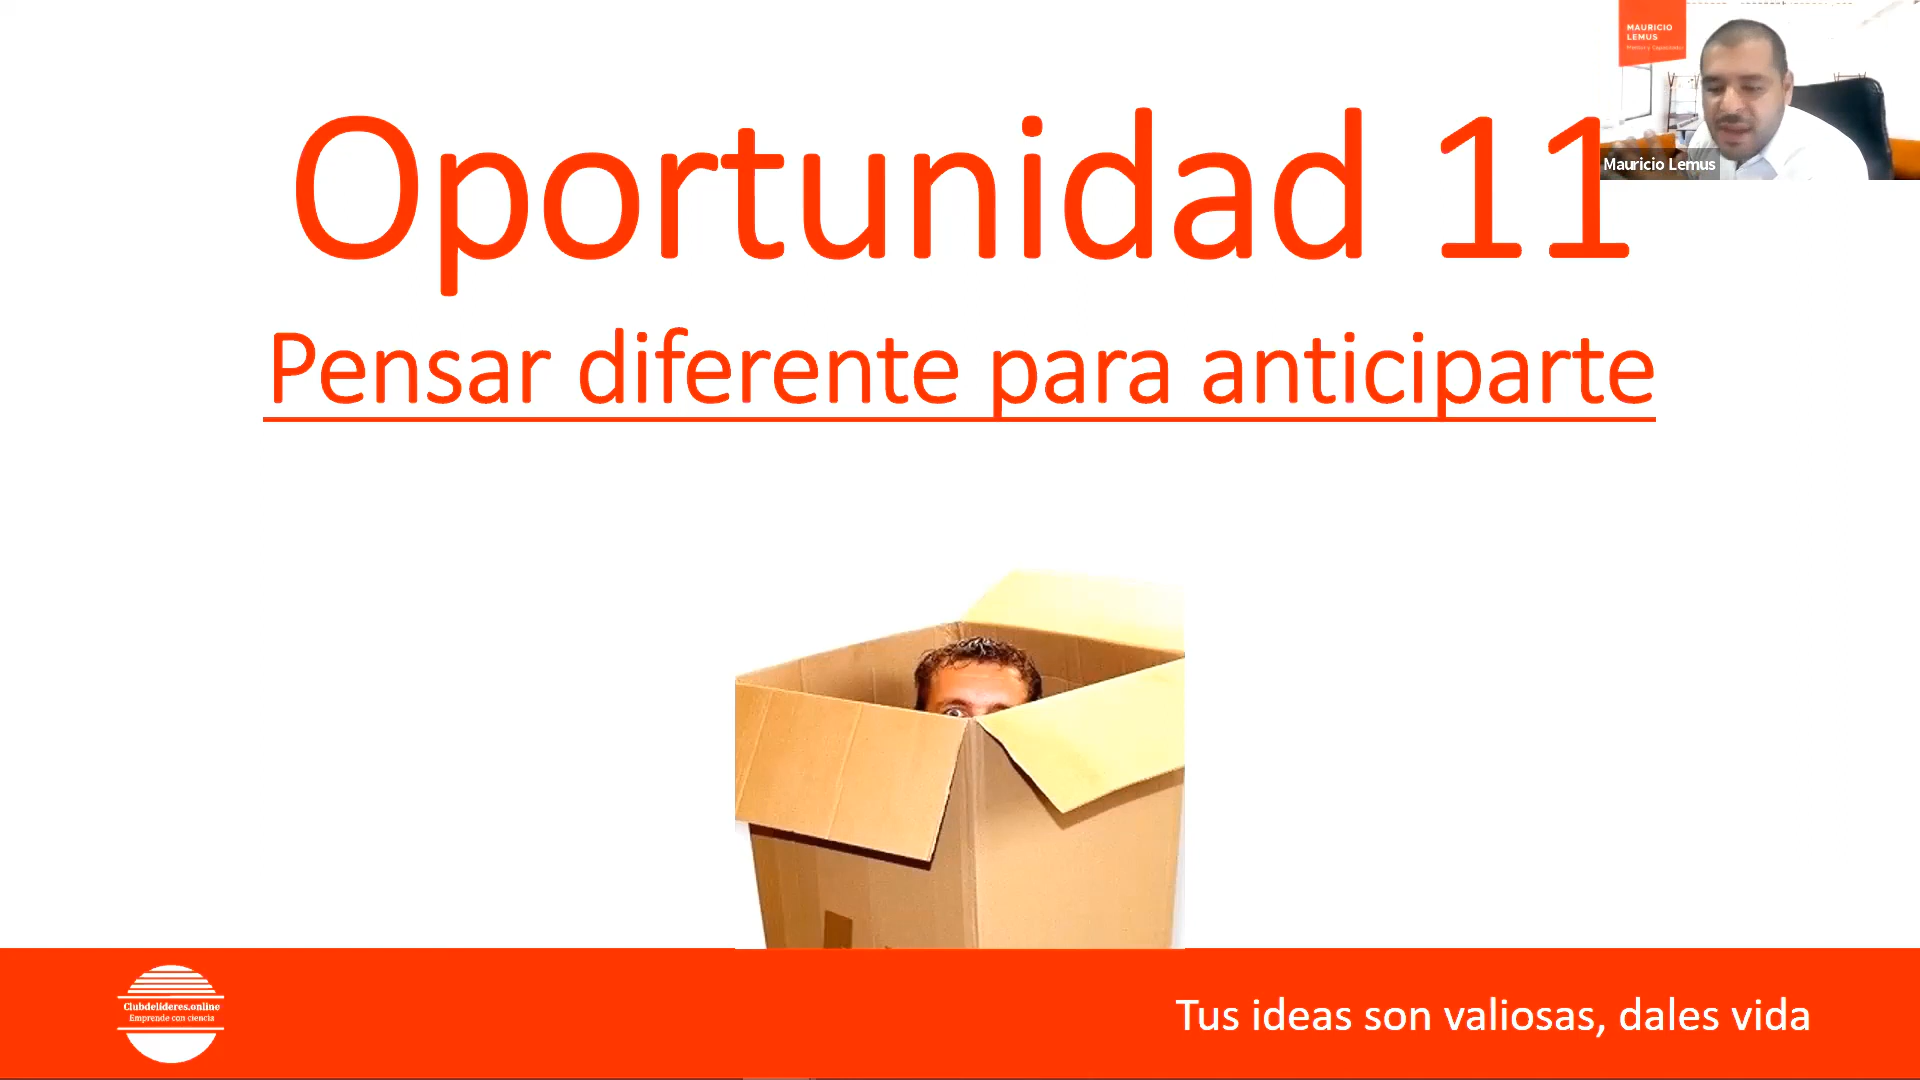 Oportunidad 11
Pensar diferente para anticiparte
MAURICIO
LEMUS
Mauricio Lemus
Clubdelideres.online
Emprende con ciencia
Tus ideas son valiosas, dales vida